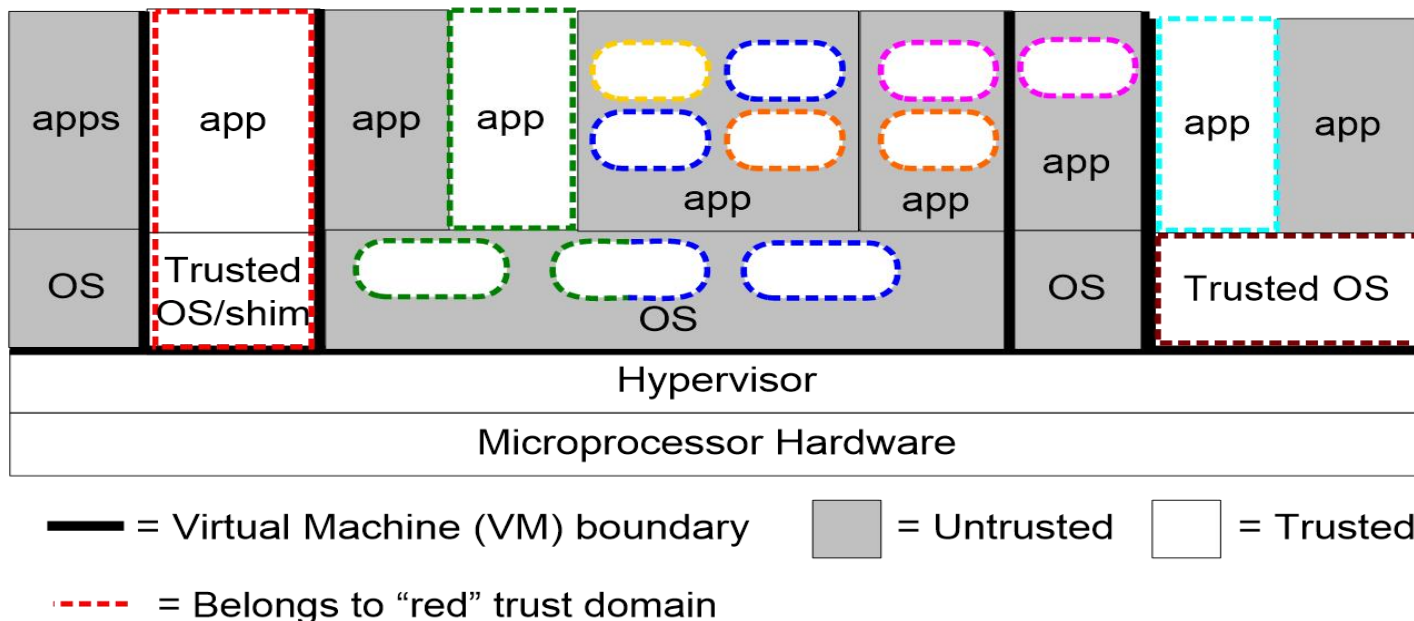 apps
app
app
app
app
app
app
app
app
OS
Trusted
OS/shim
OS
OS
Trusted OS
Hypervisor
Microprocessor Hardware
= Virtual Machine (VM) boundary
= Untrusted
= Trusted
= Belongs to “red” trust domain